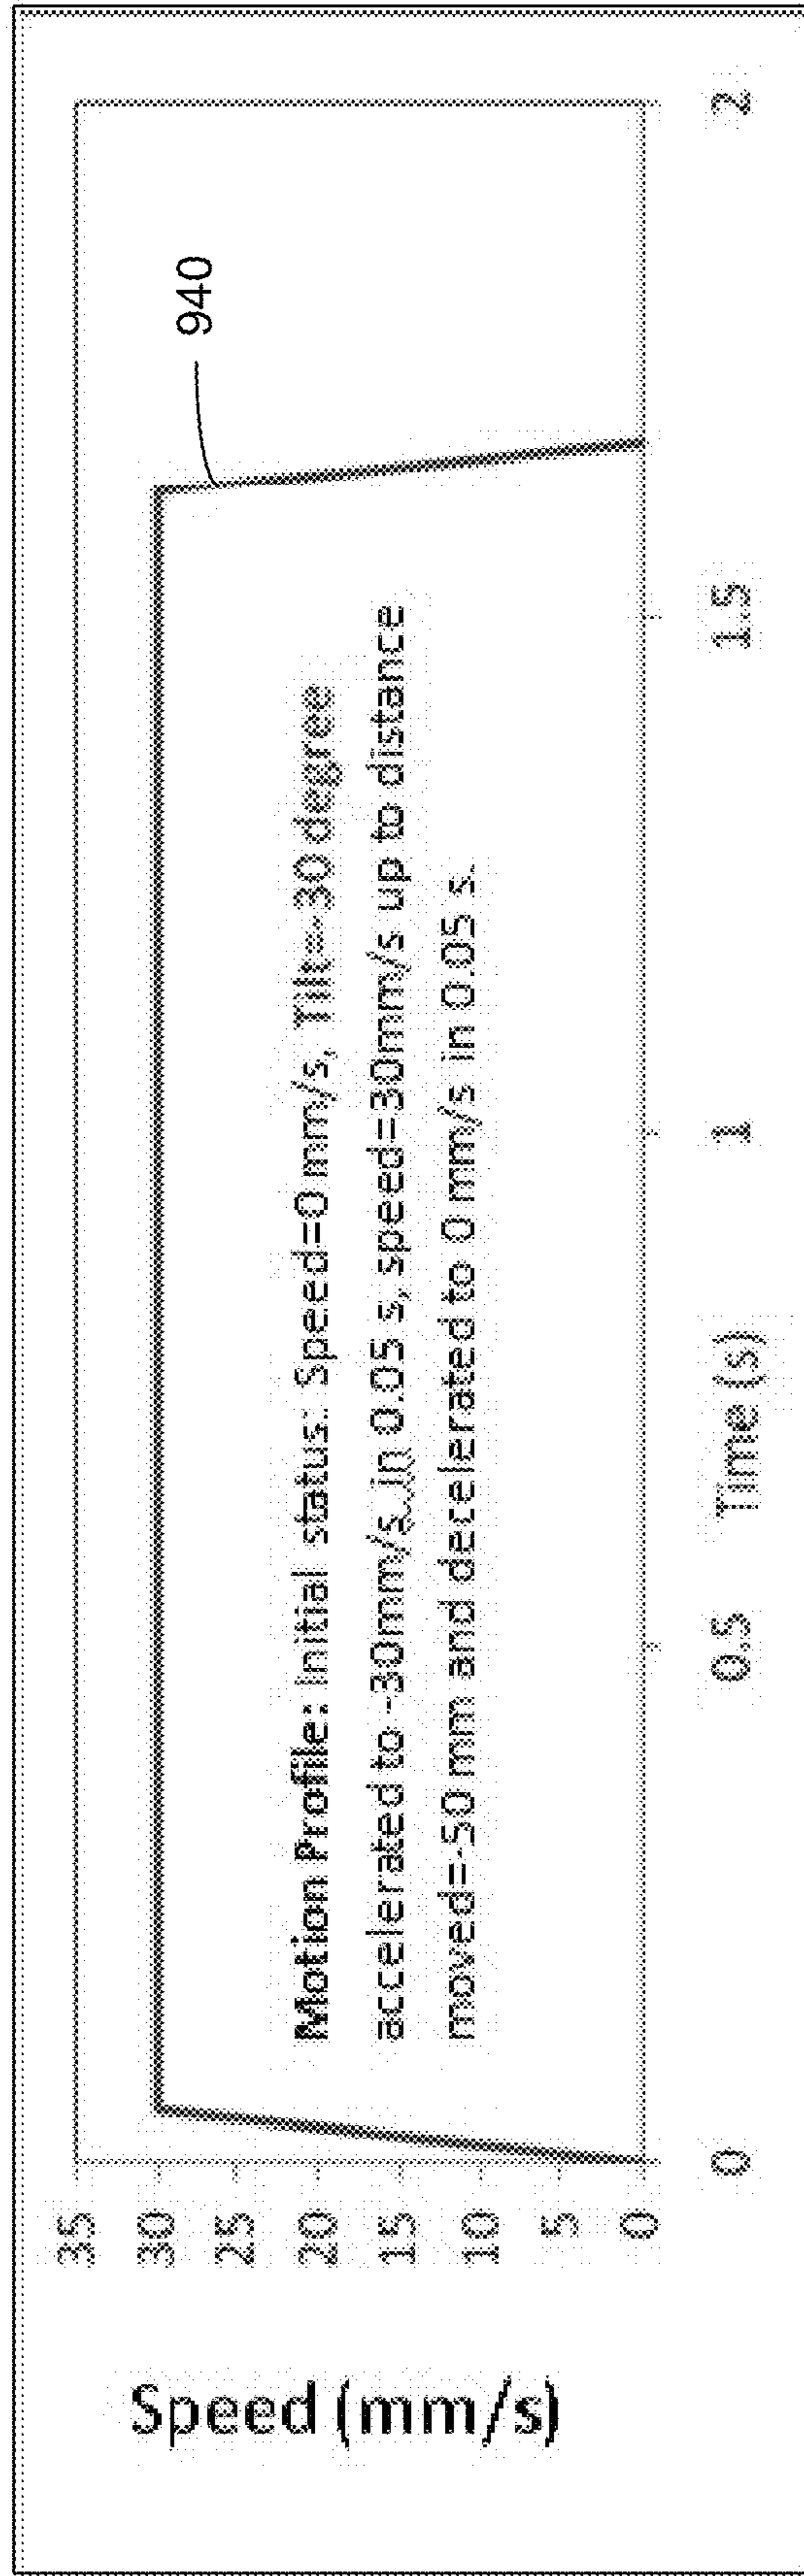 Speed (mm/s)
35
30
25
20
15
10
5
0
940
Motion Profile: Initial status: Speed=0 mm/s, Tilt=-30 degree
accelerated to -30mm/s in 0.05 s, speed=30mm/s up to distance
moved=-50 mm and decelerated to 0 mm/s in 0.05 s.
0
0.5
1
1.5
2
Time (s)